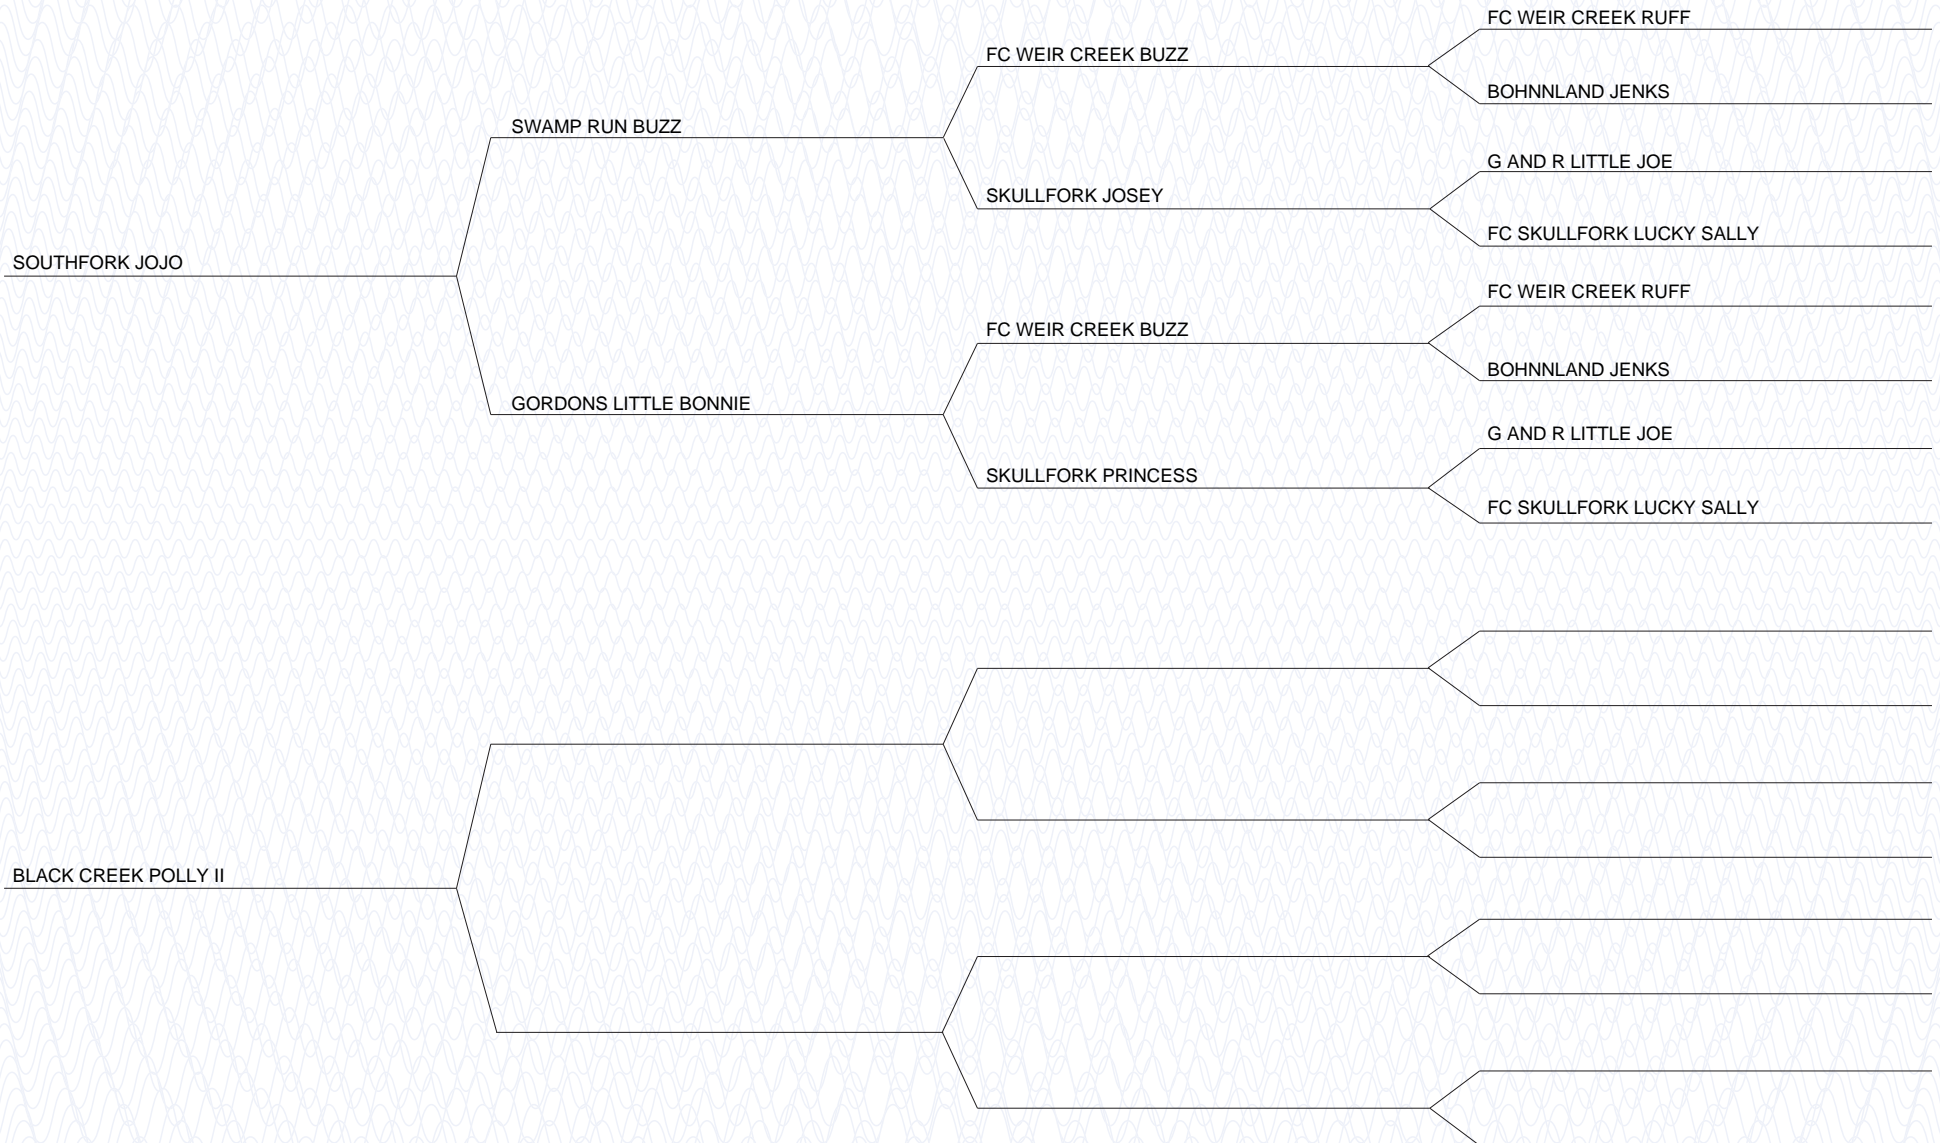 FC WEIR CREEK RUFF
FC WEIR CREEK BUZZ
BOHNNLAND JENKS
SWAMP RUN BUZZ
G AND R LITTLE JOE
SKULLFORK JOSEY
FC SKULLFORK LUCKY SALLY
SOUTHFORK JOJO
FC WEIR CREEK RUFF
FC WEIR CREEK BUZZ
BOHNNLAND JENKS
GORDONS LITTLE BONNIE
G AND R LITTLE JOE
SKULLFORK PRINCESS
FC SKULLFORK LUCKY SALLY
BLACK CREEK POLLY II